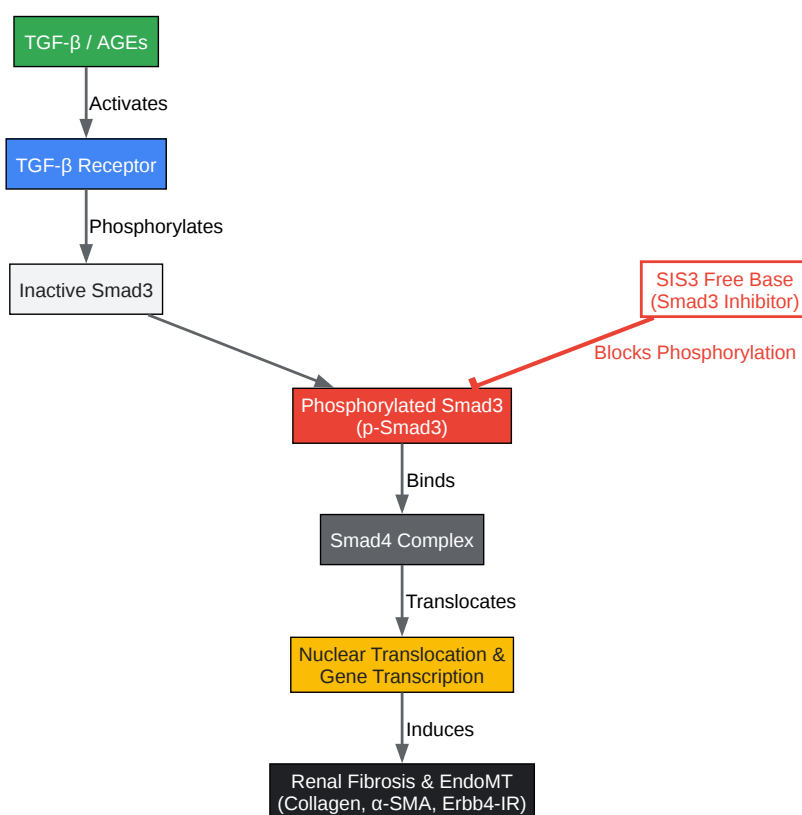 TGF-β / AGEs
Activates
TGF-β Receptor
Phosphorylates
Inactive Smad3
SIS3 Free Base
(Smad3 Inhibitor)
Blocks Phosphorylation
Phosphorylated Smad3
(p-Smad3)
Binds
Smad4 Complex
Translocates
Nuclear Translocation &
Gene Transcription
Induces
Renal Fibrosis & EndoMT
(Collagen, α-SMA, Erbb4-IR)